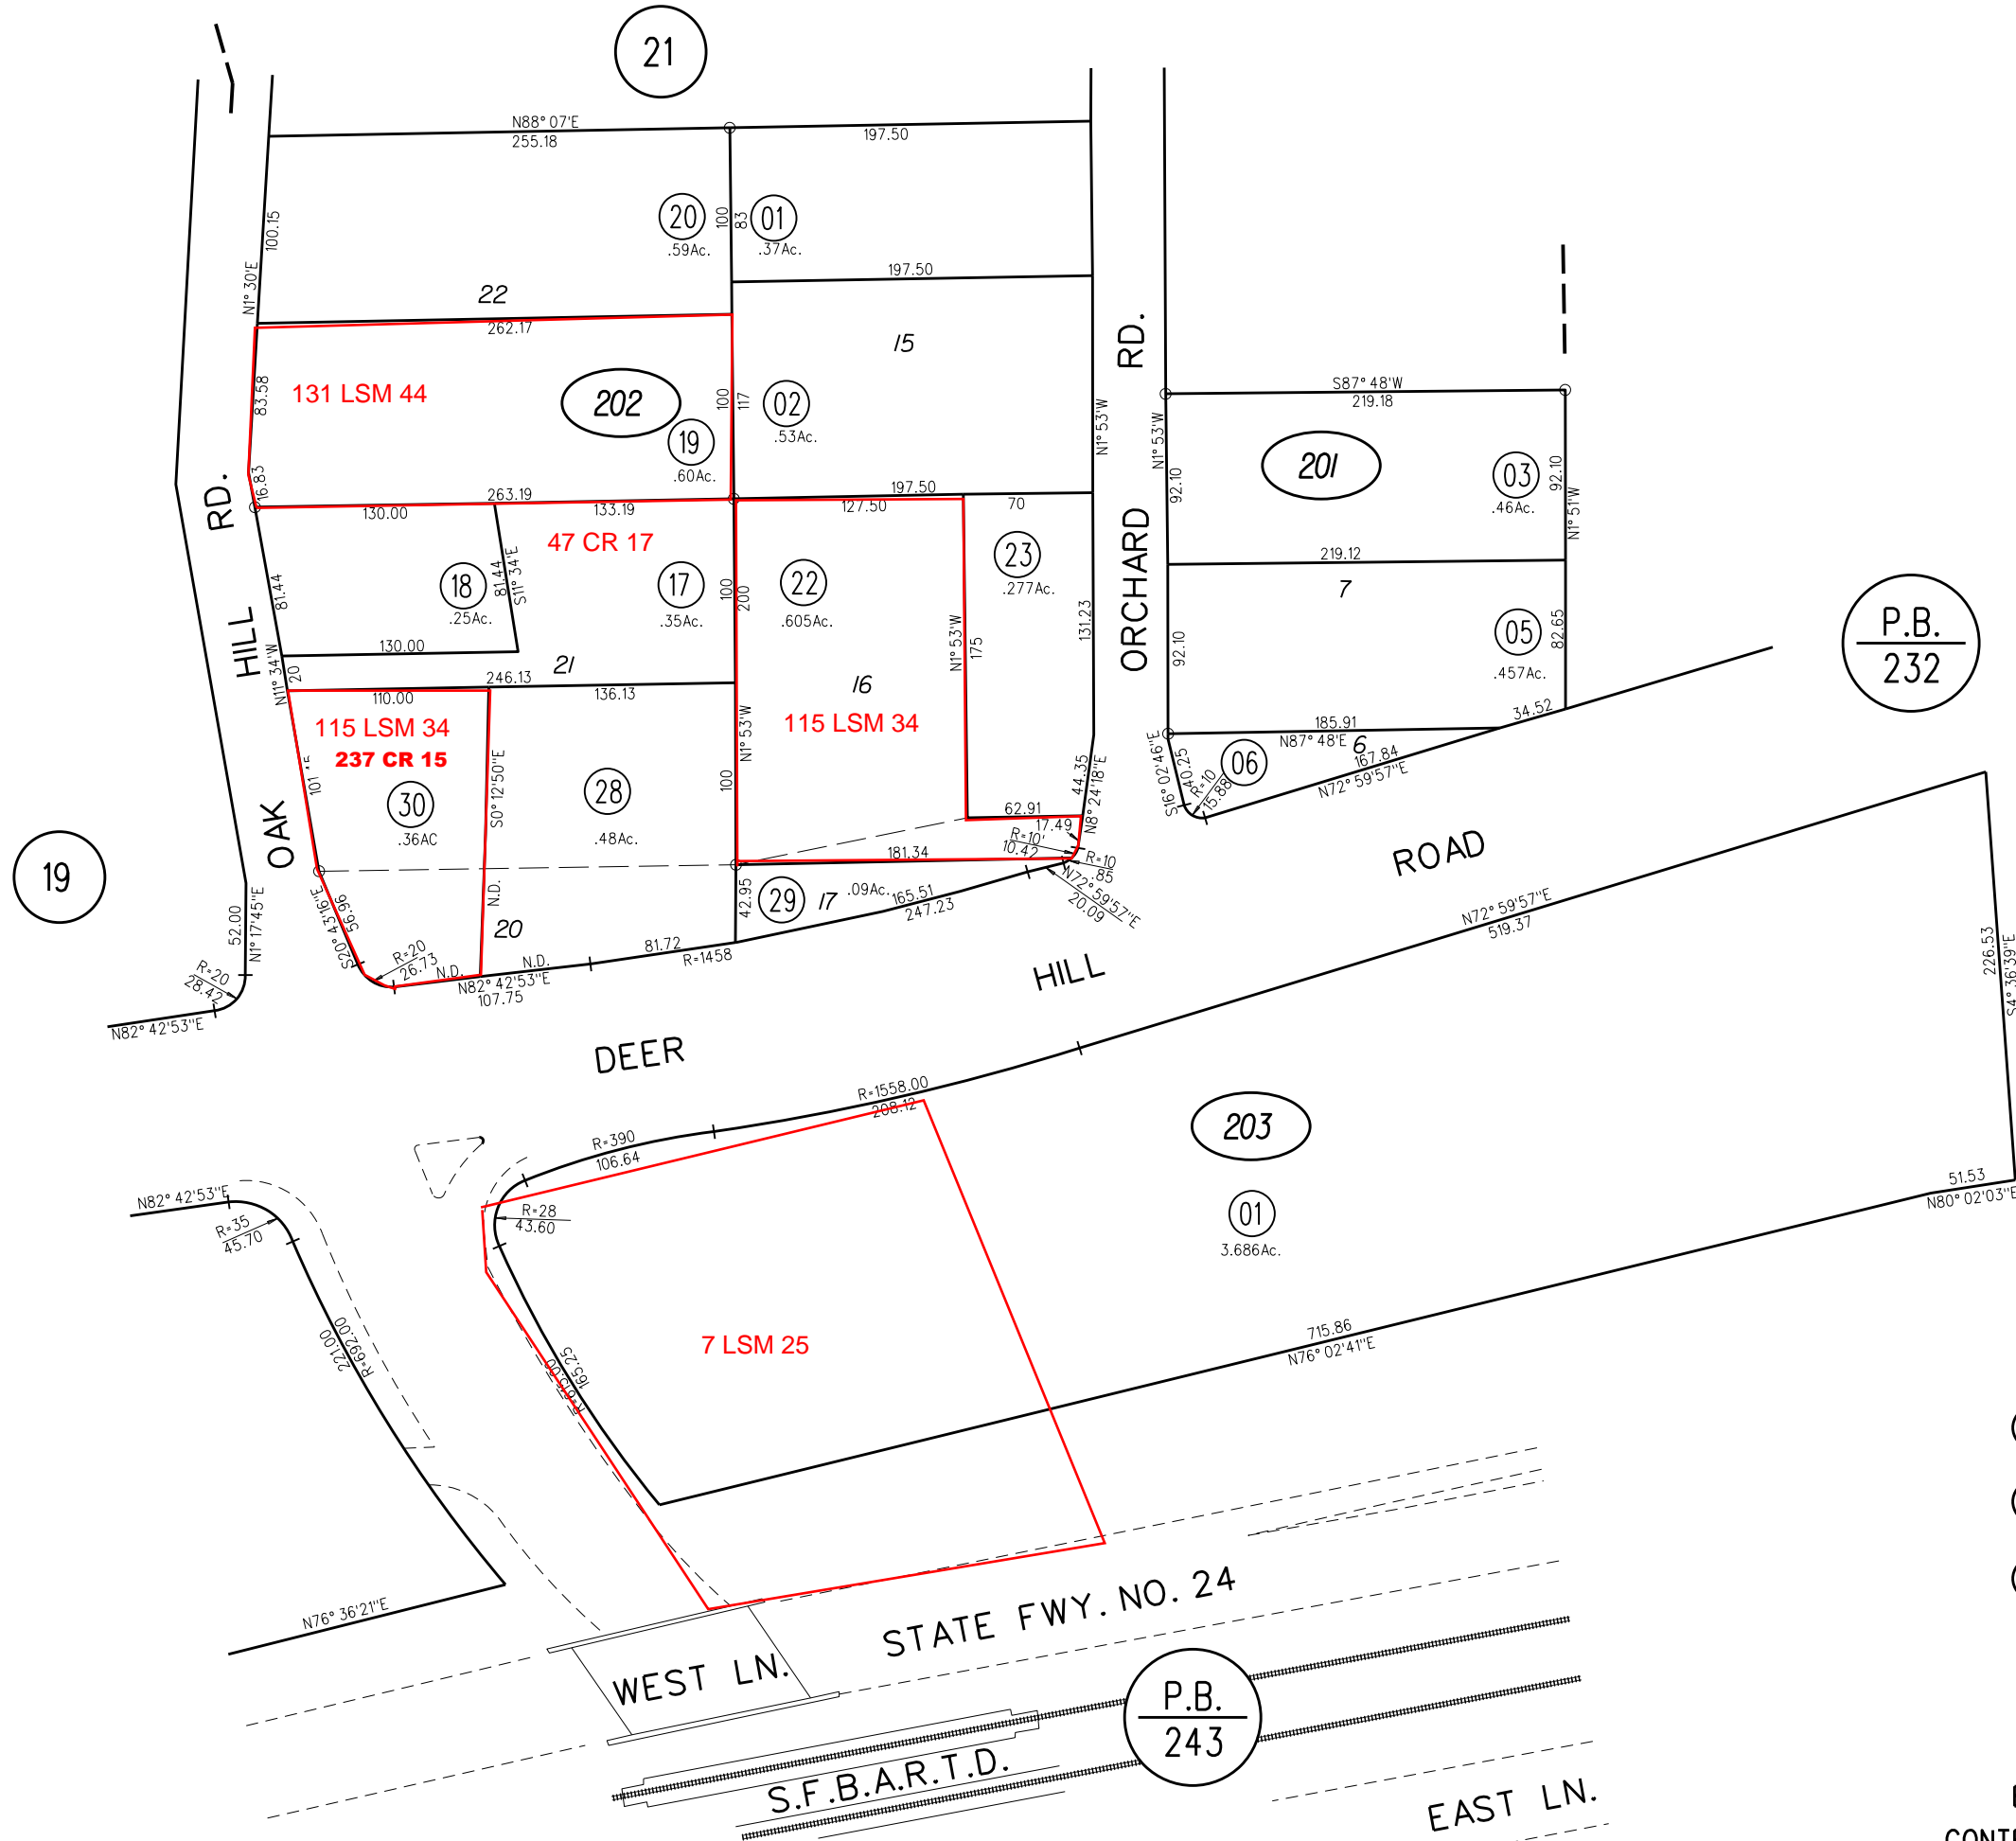 21
N88° 07'E
255.18
197.50
100.15
N1° 30'E
20
.59Ac.
100
83
01
.37Ac.
197.50
22
262.17
131 LSM 44
83.58
16.83
202
19
.60Ac.
100
117
02
.53Ac.
15
RD.
N1° 53'W
N1° 53'W
S87° 48'W
219.18
201
03
.46Ac.
92.10
92.10
N1° 51'W
RD.
263.19
130.00
133.19
197.50
127.50
70
47 CR 17
81.44
18
.25Ac.
81.44
S11° 34'E
17
.35Ac.
100
200
22
.605Ac.
23
.277Ac.
N1° 53'W
175
131.23
ORCHARD
219.12
7
92.10
05
.457Ac.
82.65
P.B.
232
HILL
130.00
N11° 34'W
20
21
246.13
110.00
136.13
16
115 LSM 34
237 CR 15
115 LSM 34
N1° 53'W
S0° 12'50"E
34.52
185.91
N87° 48'E
6
167.84
N72° 59'57"E
S16° 02'46"E
40.25
R=10
15.88
06
30
.36AC
28
.48Ac.
100
44.35
N8° 24'18"E
62.91
17.49
R=10'
10.42
R=10
.85
OAK
19
181.34
N72° 59'57"E
20.09
ROAD
52.00
N1° 17'45"E
S20° 43'16"E
56.96
N.D.
42.95
29
17
.09Ac.
165.51
247.23
20
R=20
26.73
N.D.
N.D.
N82° 42'53"E
107.75
81.72
R=1458
R=20
28.42
N82° 42'53"E
N72° 59'57"E
519.37
226.53
S4° 36'39"E
HILL
DEER
R=1558.00
208.12
R=390
106.64
203
01
3.686Ac.
51.53
N80° 02'03"E
N82° 42'53"E
R=35
45.70
R=28
43.60
R=692.00
221.00
165.25
7 LSM 25
715.86
N76° 02'41"E
N76° 36'21"E
STATE FWY. NO. 24
WEST LN.
P.B.
243
S.F.B.A.R.T.D.
EAST LN.